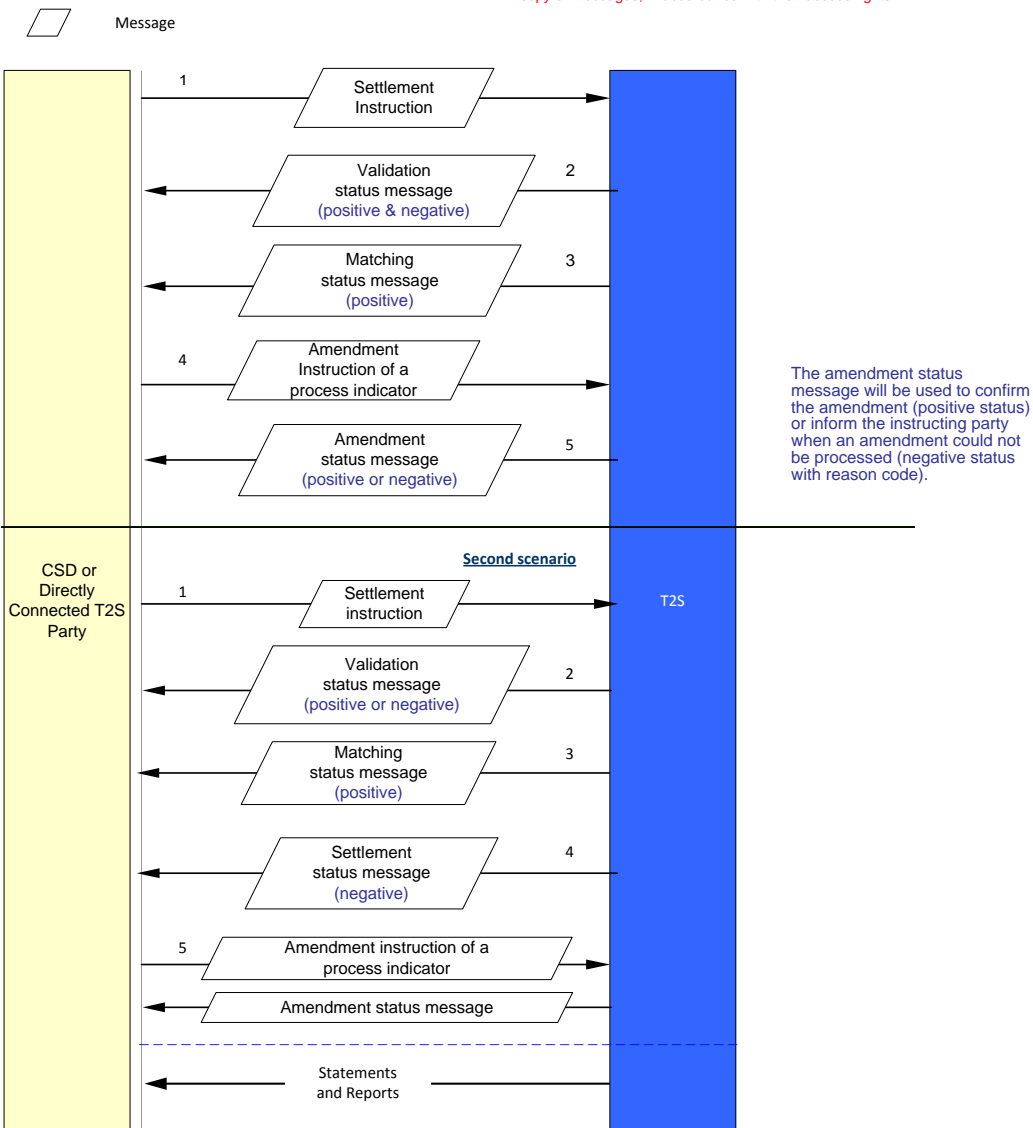 Message
1
Settlement
Instruction
Validation
status message
(positive & negative)
2
Matching
status message
(positive)
3
4
Amendment
Instruction of a
process indicator
Amendment
status message
(positive or negative)
5
The amendment status
message will be used to confirm
the amendment (positive status)
or inform the instructing party
when an amendment could not
be processed (negative status
with reason code).
CSD or
Directly
Connected T2S
Party
Second scenario
T2S
1
Settlement
instruction
Validation
status message
(positive or negative)
2
Matching
status message
(positive)
3
Settlement
status message
(negative)
4
5
Amendment instruction of a
process indicator
Amendment status message
Statements
and Reports